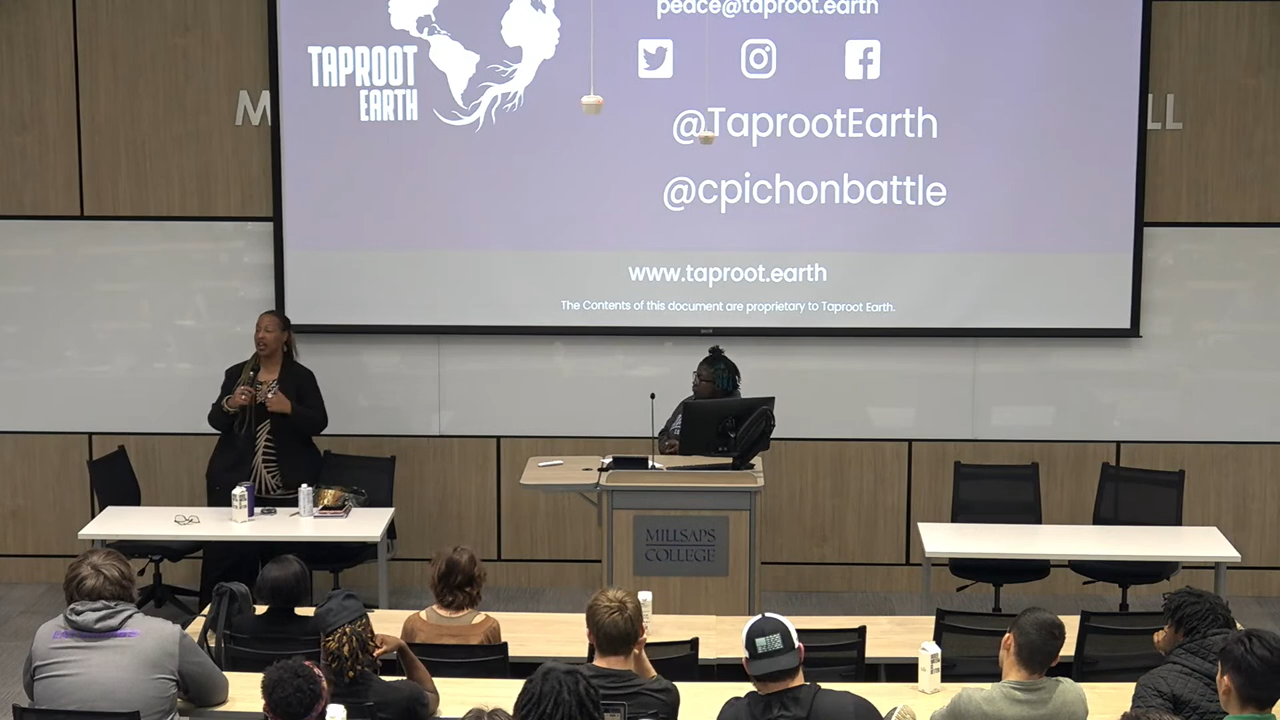 peace@taproot.earth
TAPROOT
EARTH
@TaprootEarth
@cpichonbattle
www.taproot.earth
The Contents of this document are proprietary to Taproot Earth.
MILLSAPS
COLLEGE